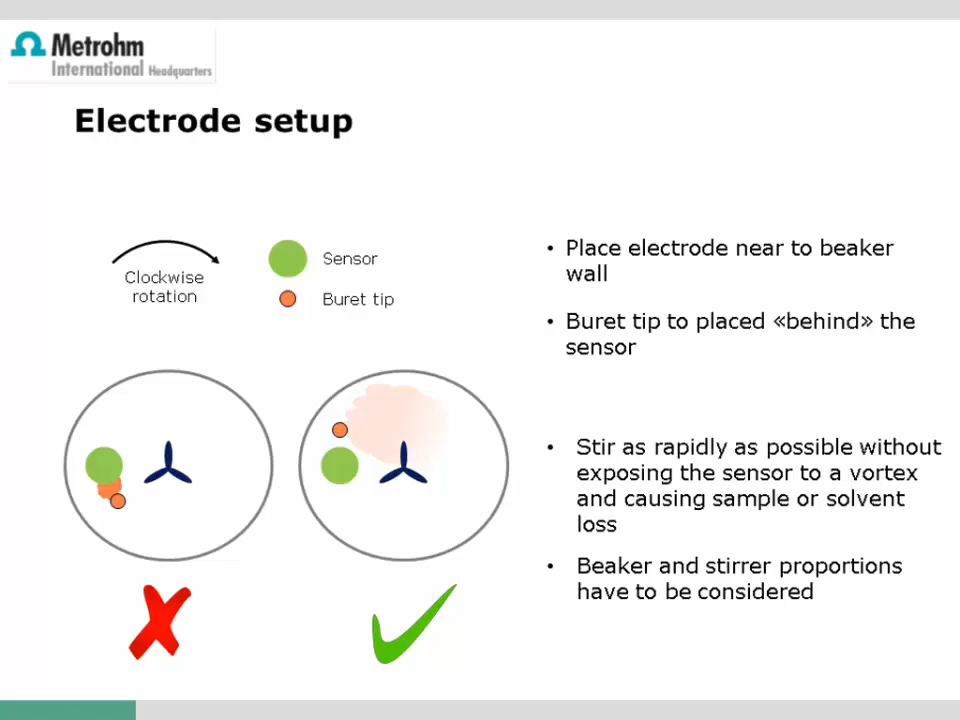 Metrohm
International Headquarters
Electrode setup
Clockwise
rotation
Sensor
Buret tip
• Place electrode near to beaker
wall
• Buret tip to placed «behind» the
sensor
• Stir as rapidly as possible without
exposing the sensor to a vortex
and causing sample or solvent
loss
• Beaker and stirrer proportions
have to be considered